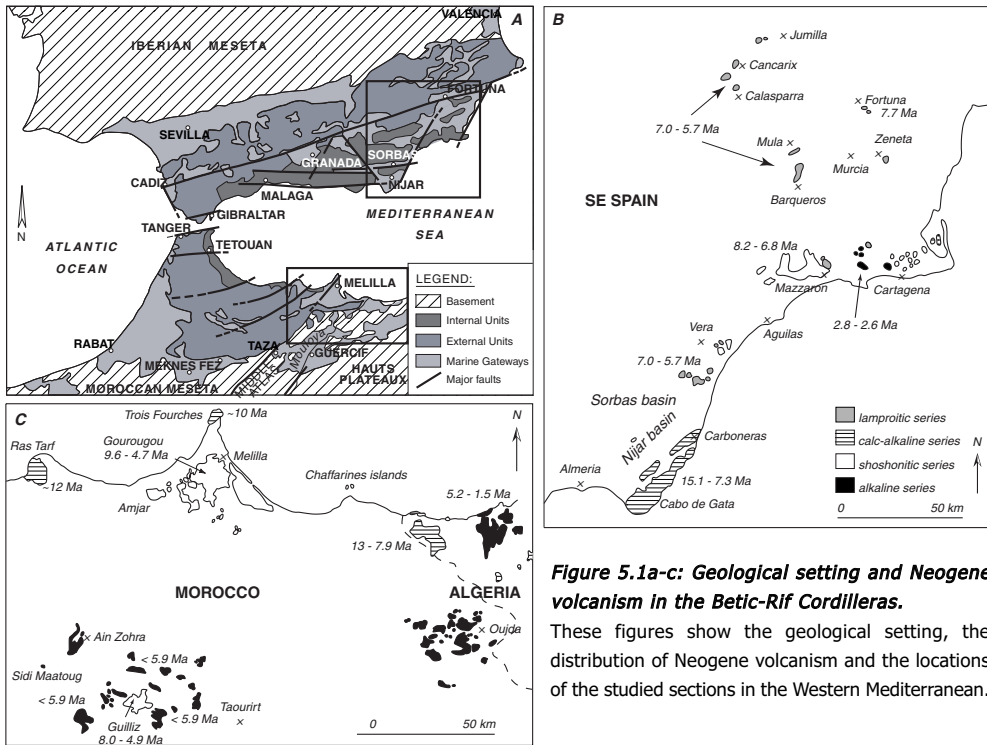 A
VALENCIA
IBERIAN MESETA
FORTUNA
SEVILLA
GRANADA
SORBAS
CADIZ
NIJAR
MALAGA
GIBRALTAR
MEDITERRANEAN
SEA
TANGER
TETOUAN
ATLANTIC
OCEAN
N
MELILLA
RABAT
TAZA
Moulouya
GUERCIF
MEKNES FEZ
MIDDLE
ATLAS
HAUTS
PLATEAUX
MOROCCAN MESETA
LEGEND:
Basement
Internal Units
External Units
Marine Gateways
Major faults
B
Jumilla
Cancarix
Calasparra
Fortuna
7.7 Ma
7.0 - 5.7 Ma
Mula
Zeneta
Murcia
Barqueros
SE SPAIN
8.2 - 6.8 Ma
Mazzaron
Cartagena
2.8 - 2.6 Ma
Aguilas
Vera
7.0 - 5.7 Ma
Sorbas basin
Nijar basin
Carboneras
Almeria
15.1 - 7.3 Ma
Cabo de Gata
lamproitic series
calc-alkaline series
shoshonitic series
alkaline series
N
0 50 km
C
Trois Fourches
~10 Ma
N
Gourougou
9.6 - 4.7 Ma
Melilla
Ras Tarf
~12 Ma
Chaffarines islands
Amjar
5.2 - 1.5 Ma
13 - 7.9 Ma
MOROCCO
ALGERIA
Ain Zohra
Oujda
Sidi Maatoug
< 5.9 Ma
< 5.9 Ma
< 5.9 Ma
Taourirt
Guilliz
8.0 - 4.9 Ma
0 50 km
Figure 5.1a-c: Geological setting and Neogene
volcanism in the Betic-Rif Cordilleras.
These figures show the geological setting, the
distribution of Neogene volcanism and the locations
of the studied sections in the Western Mediterranean.